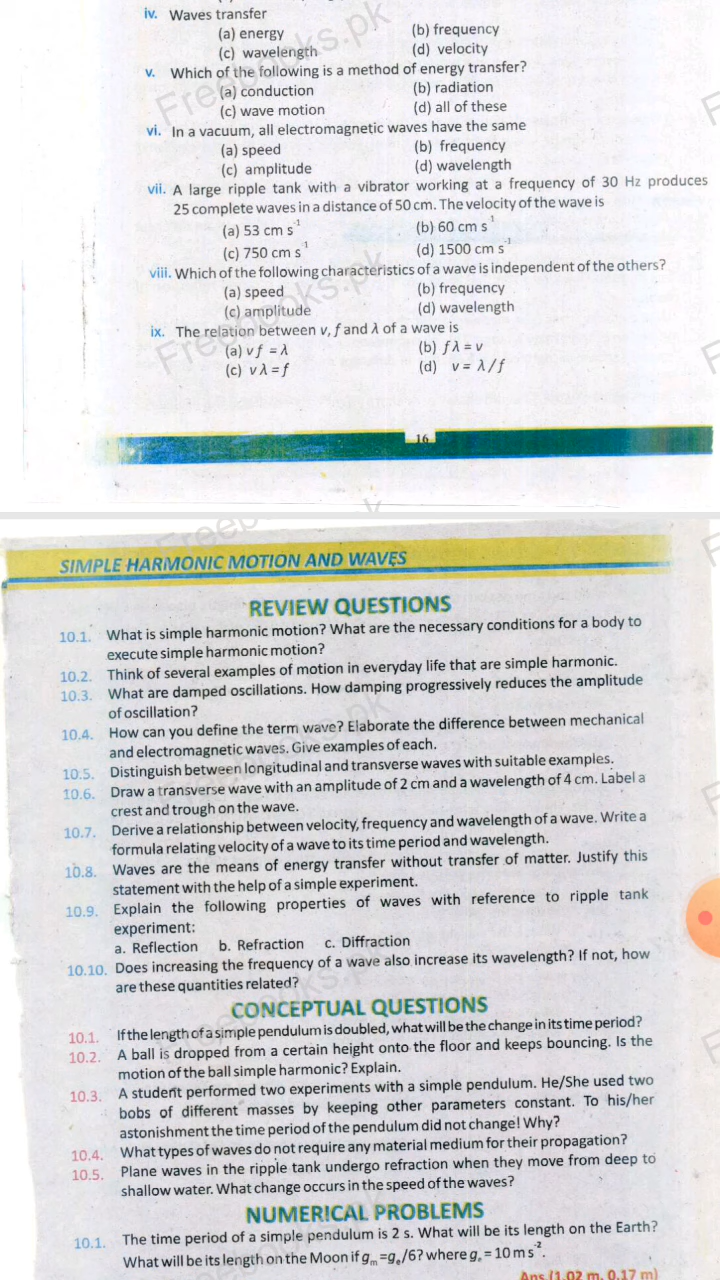 iv. Waves transfer
(a) energy (b) frequency
(c) wavelength (d) velocity
v. Which of the following is a method of energy transfer?
(a) conduction (b) radiation
(c) wave motion (d) all of these
vi. In a vacuum, all electromagnetic waves have the same
(a) speed (b) frequency
(c) amplitude (d) wavelength
vii. A large ripple tank with a vibrator working at a frequency of 30 Hz produces
25 complete waves in a distance of 50 cm. The velocity of the wave is
(a) 53 cm s⁻¹ (b) 60 cm s⁻¹
(c) 750 cm s⁻¹ (d) 1500 cm s⁻¹
viii. Which of the following characteristics of a wave is independent of the others?
(a) speed (b) frequency
(c) amplitude (d) wavelength
ix. The relation between v, f and λ of a wave is
(a) v f = λ (b) f λ = v
(c) v λ = f (d) v = λ/f
16
SIMPLE HARMONIC MOTION AND WAVES
REVIEW QUESTIONS
10.1. What is simple harmonic motion? What are the necessary conditions for a body to
execute simple harmonic motion?
10.2. Think of several examples of motion in everyday life that are simple harmonic.
10.3. What are damped oscillations. How damping progressively reduces the amplitude
of oscillation?
10.4. How can you define the term wave? Elaborate the difference between mechanical
and electromagnetic waves. Give examples of each.
10.5. Distinguish between longitudinal and transverse waves with suitable examples.
10.6. Draw a transverse wave with an amplitude of 2 cm and a wavelength of 4 cm. Label a
crest and trough on the wave.
10.7. Derive a relationship between velocity, frequency and wavelength of a wave. Write a
formula relating velocity of a wave to its time period and wavelength.
10.8. Waves are the means of energy transfer without transfer of matter. Justify this
statement with the help of a simple experiment.
10.9. Explain the following properties of waves with reference to ripple tank
experiment:
a. Reflection b. Refraction c. Diffraction
10.10. Does increasing the frequency of a wave also increase its wavelength? If not, how
are these quantities related?
CONCEPTUAL QUESTIONS
10.1. If the length of a simple pendulum is doubled, what will be the change in its time period?
10.2. A ball is dropped from a certain height onto the floor and keeps bouncing. Is the
motion of the ball simple harmonic? Explain.
10.3. A student performed two experiments with a simple pendulum. He/She used two
bobs of different masses by keeping other parameters constant. To his/her
astonishment the time period of the pendulum did not change! Why?
10.4. What types of waves do not require any material medium for their propagation?
10.5. Plane waves in the ripple tank undergo refraction when they move from deep to
shallow water. What change occurs in the speed of the waves?
NUMERICAL PROBLEMS
10.1. The time period of a simple pendulum is 2 s. What will be its length on the Earth?
What will be its length on the Moon if gₘ=gₑ/6? where gₑ = 10 m s⁻².
Ans.(1.02 m, 0.17 m)